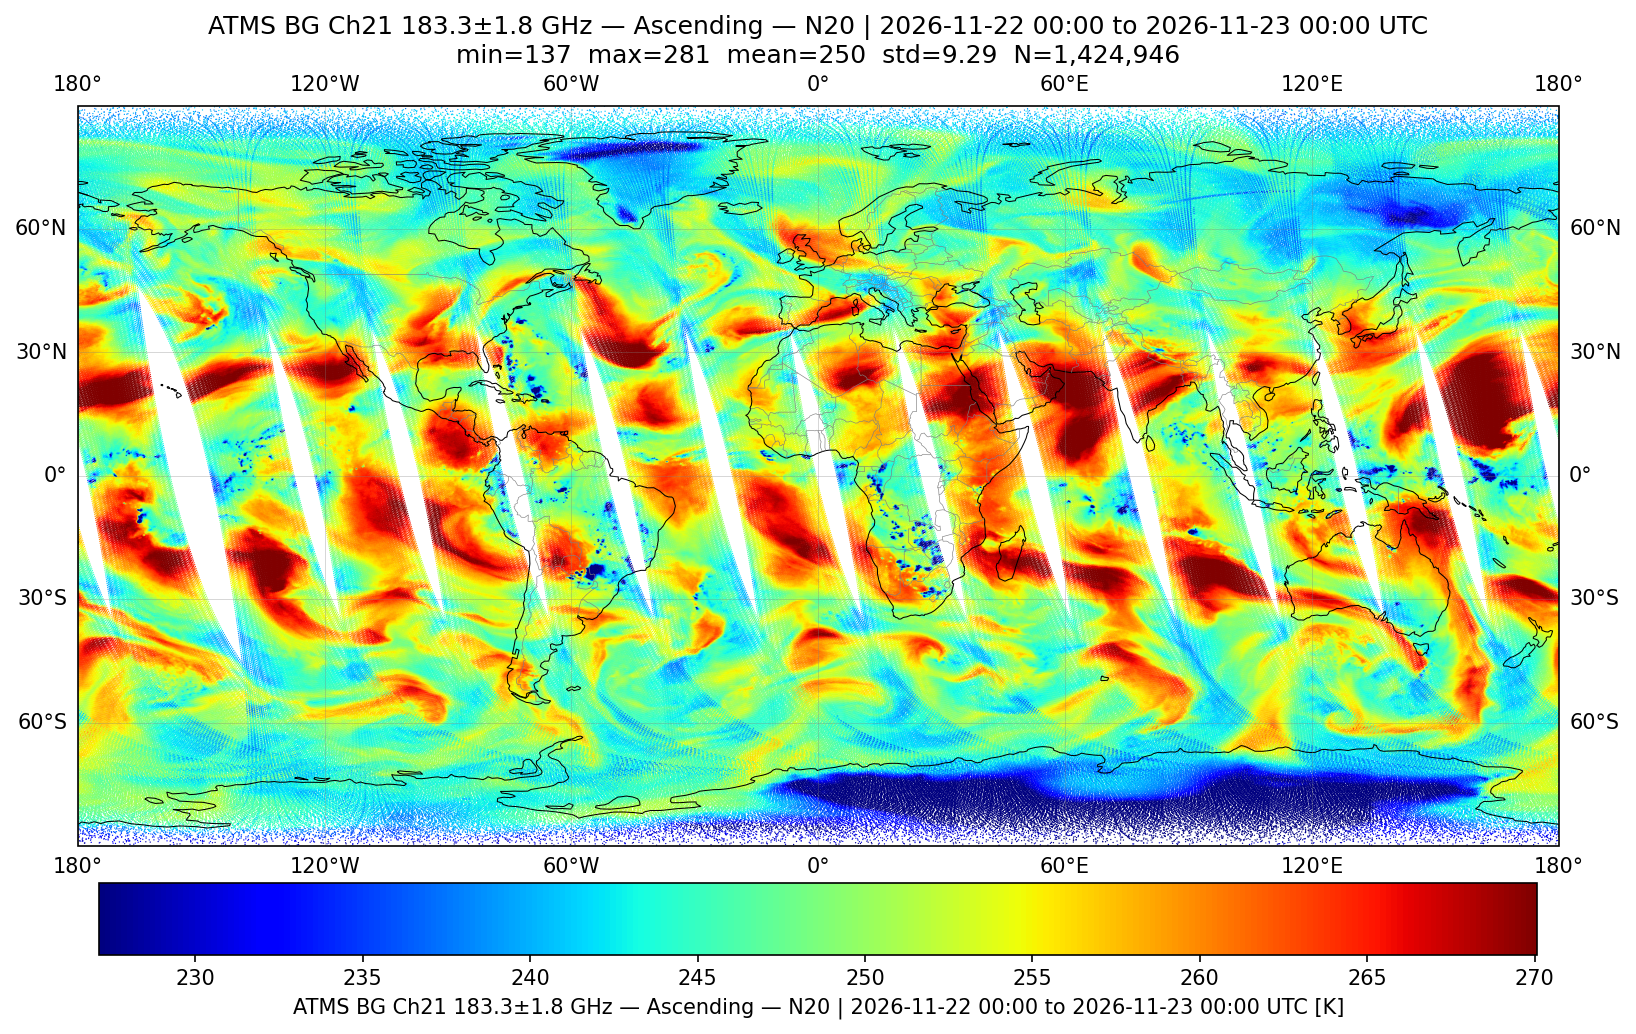 ATMS BG Ch21 183.3±1.8 GHz — Ascending — N20 | 2026-11-22 00:00 to 2026-11-23 00:00 UTC
min=137 max=281 mean=250 std=9.29 N=1,424,946
180° 120°W 60°W 0° 60°E 120°E 180°
60°N 60°N
30°N 30°N
0° 0°
30°S 30°S
60°S 60°S
180° 120°W 60°W 0° 60°E 120°E 180°
230 235 240 245 250 255 260 265 270
ATMS BG Ch21 183.3±1.8 GHz — Ascending — N20 | 2026-11-22 00:00 to 2026-11-23 00:00 UTC [K]